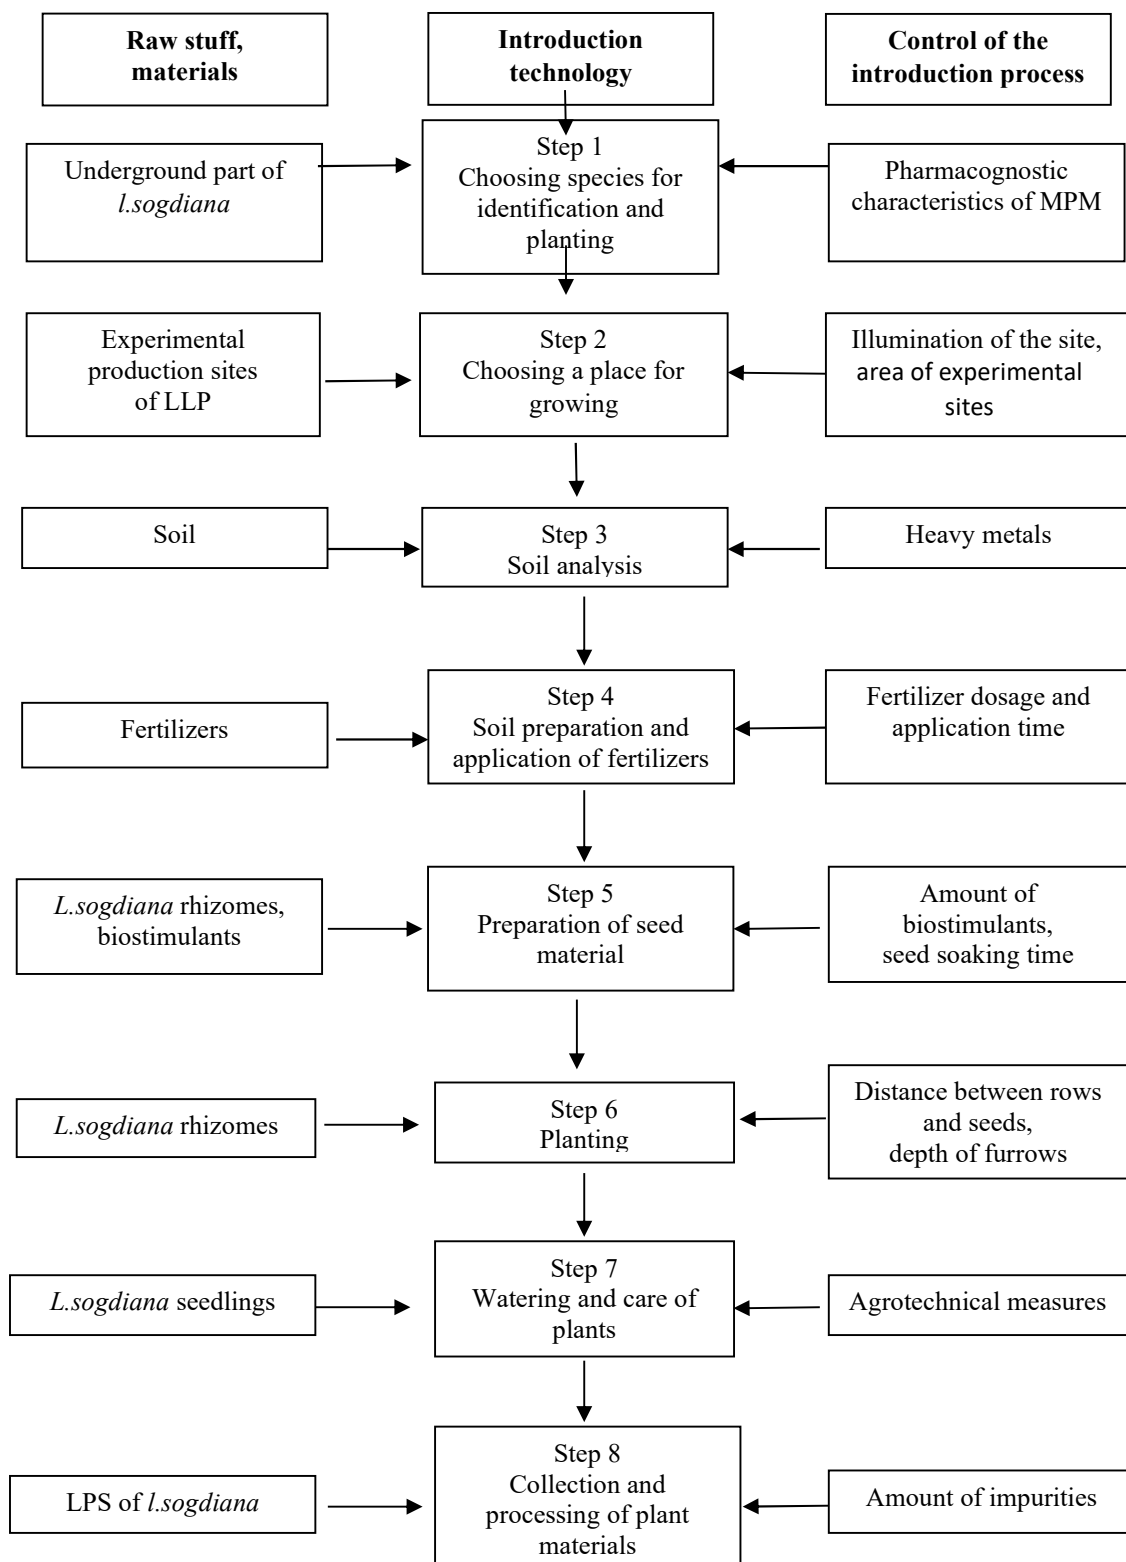 Raw stuff,
materials
Introduction
technology
Control of the
introduction process
Underground part of
l.sogdiana
Step 1
Choosing species for
identification and
planting
Pharmacognostic
characteristics of MPM
Experimental
production sites
of LLP
Step 2
Choosing a place for
growing
Illumination of the site,
area of experimental
sites
Soil
Step 3
Soil analysis
Heavy metals
Fertilizers
Step 4
Soil preparation and
application of fertilizers
Fertilizer dosage and
application time
L.sogdiana rhizomes,
biostimulants
Step 5
Preparation of seed
material
Amount of
biostimulants,
seed soaking time
L.sogdiana rhizomes
Step 6
Planting
Distance between rows
and seeds,
depth of furrows
L.sogdiana seedlings
Step 7
Watering and care of
plants
Agrotechnical measures
LPS of l.sogdiana
Step 8
Collection and
processing of plant
materials
Amount of impurities